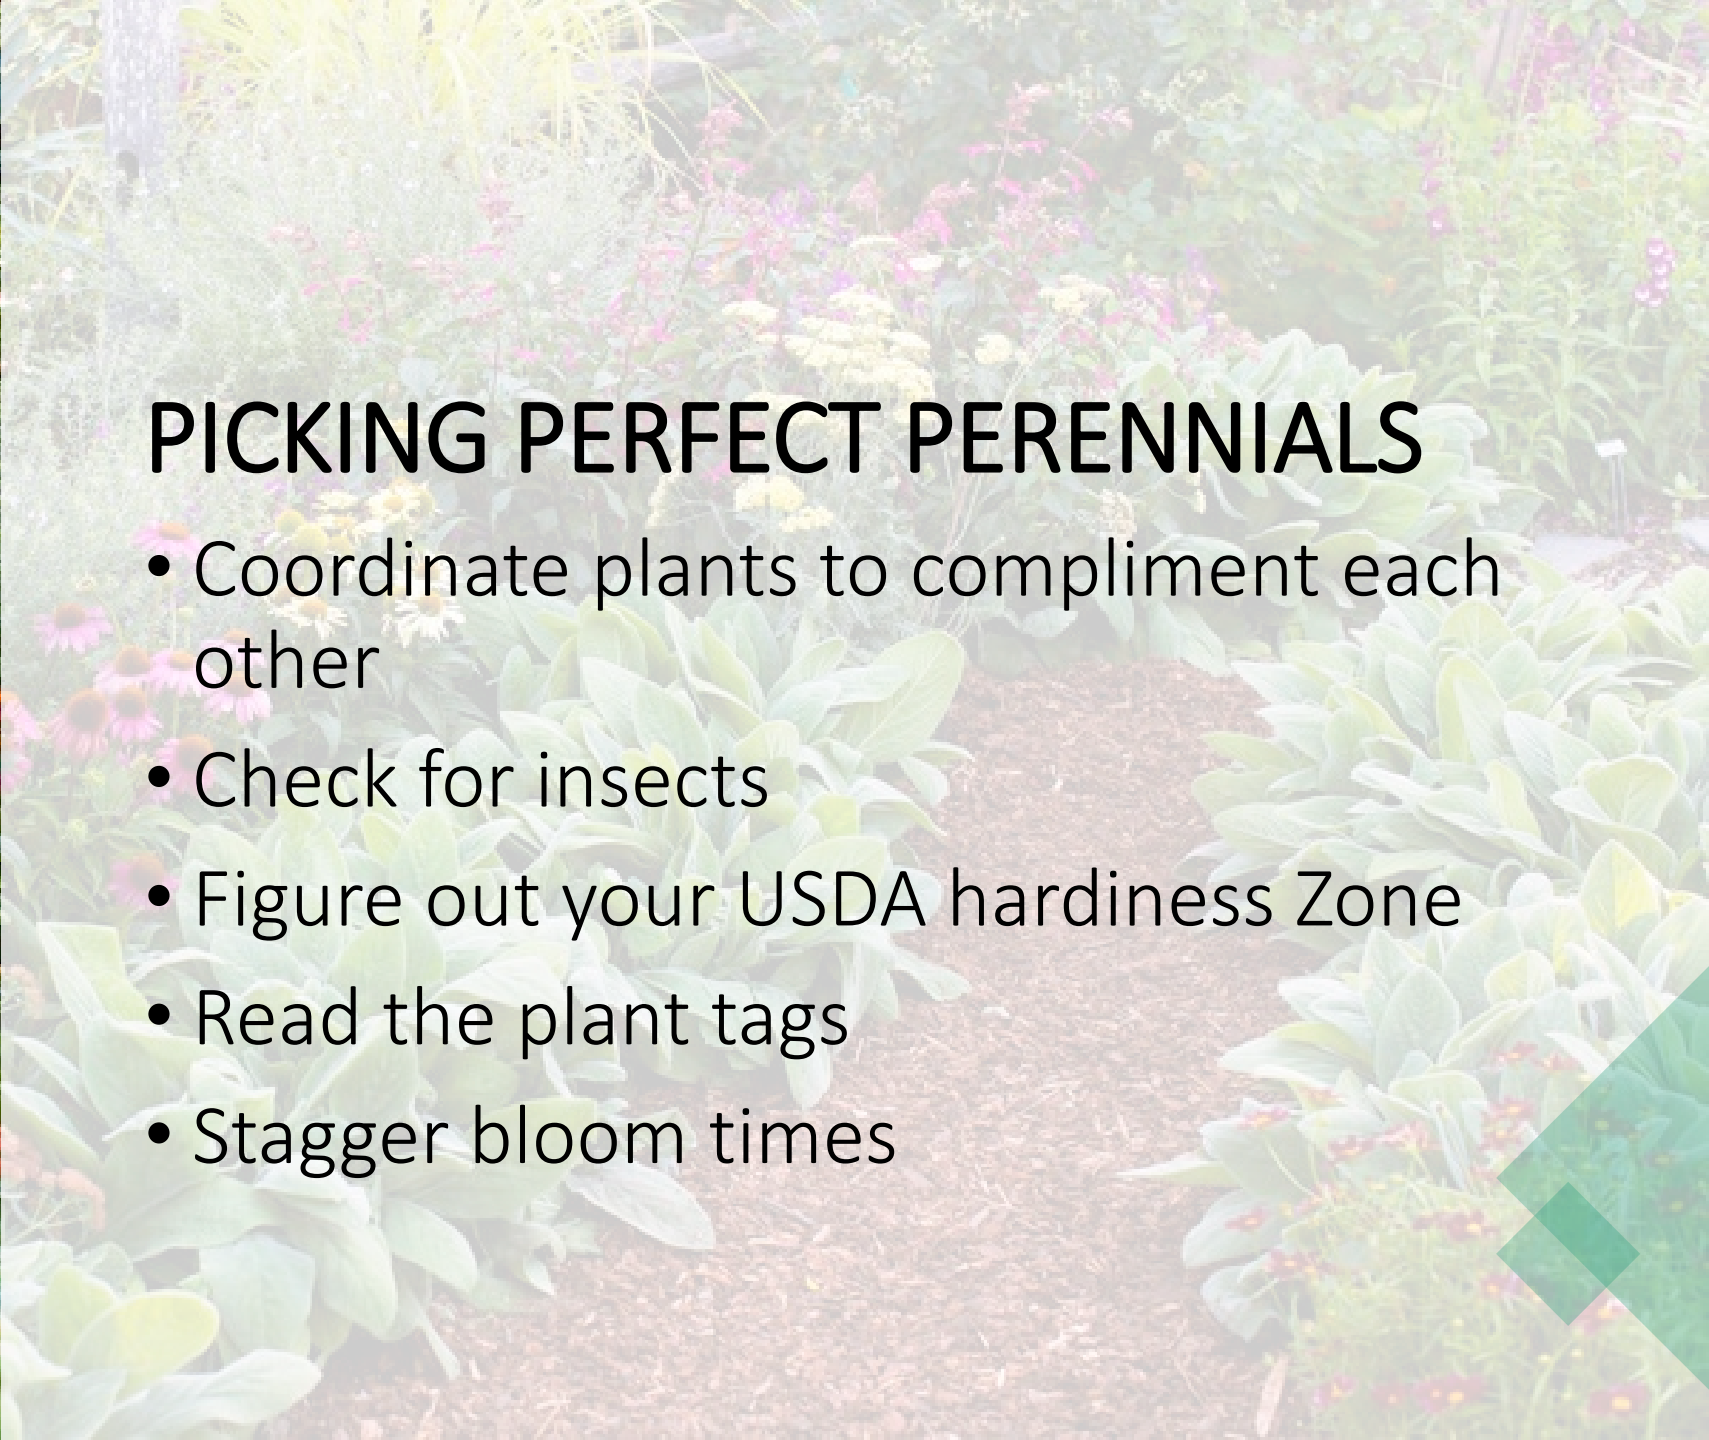 PICKING PERFECT PERENNIALS
• Coordinate plants to compliment each
other
• Check for insects
• Figure out your USDA hardiness Zone
• Read the plant tags
• Stagger bloom times